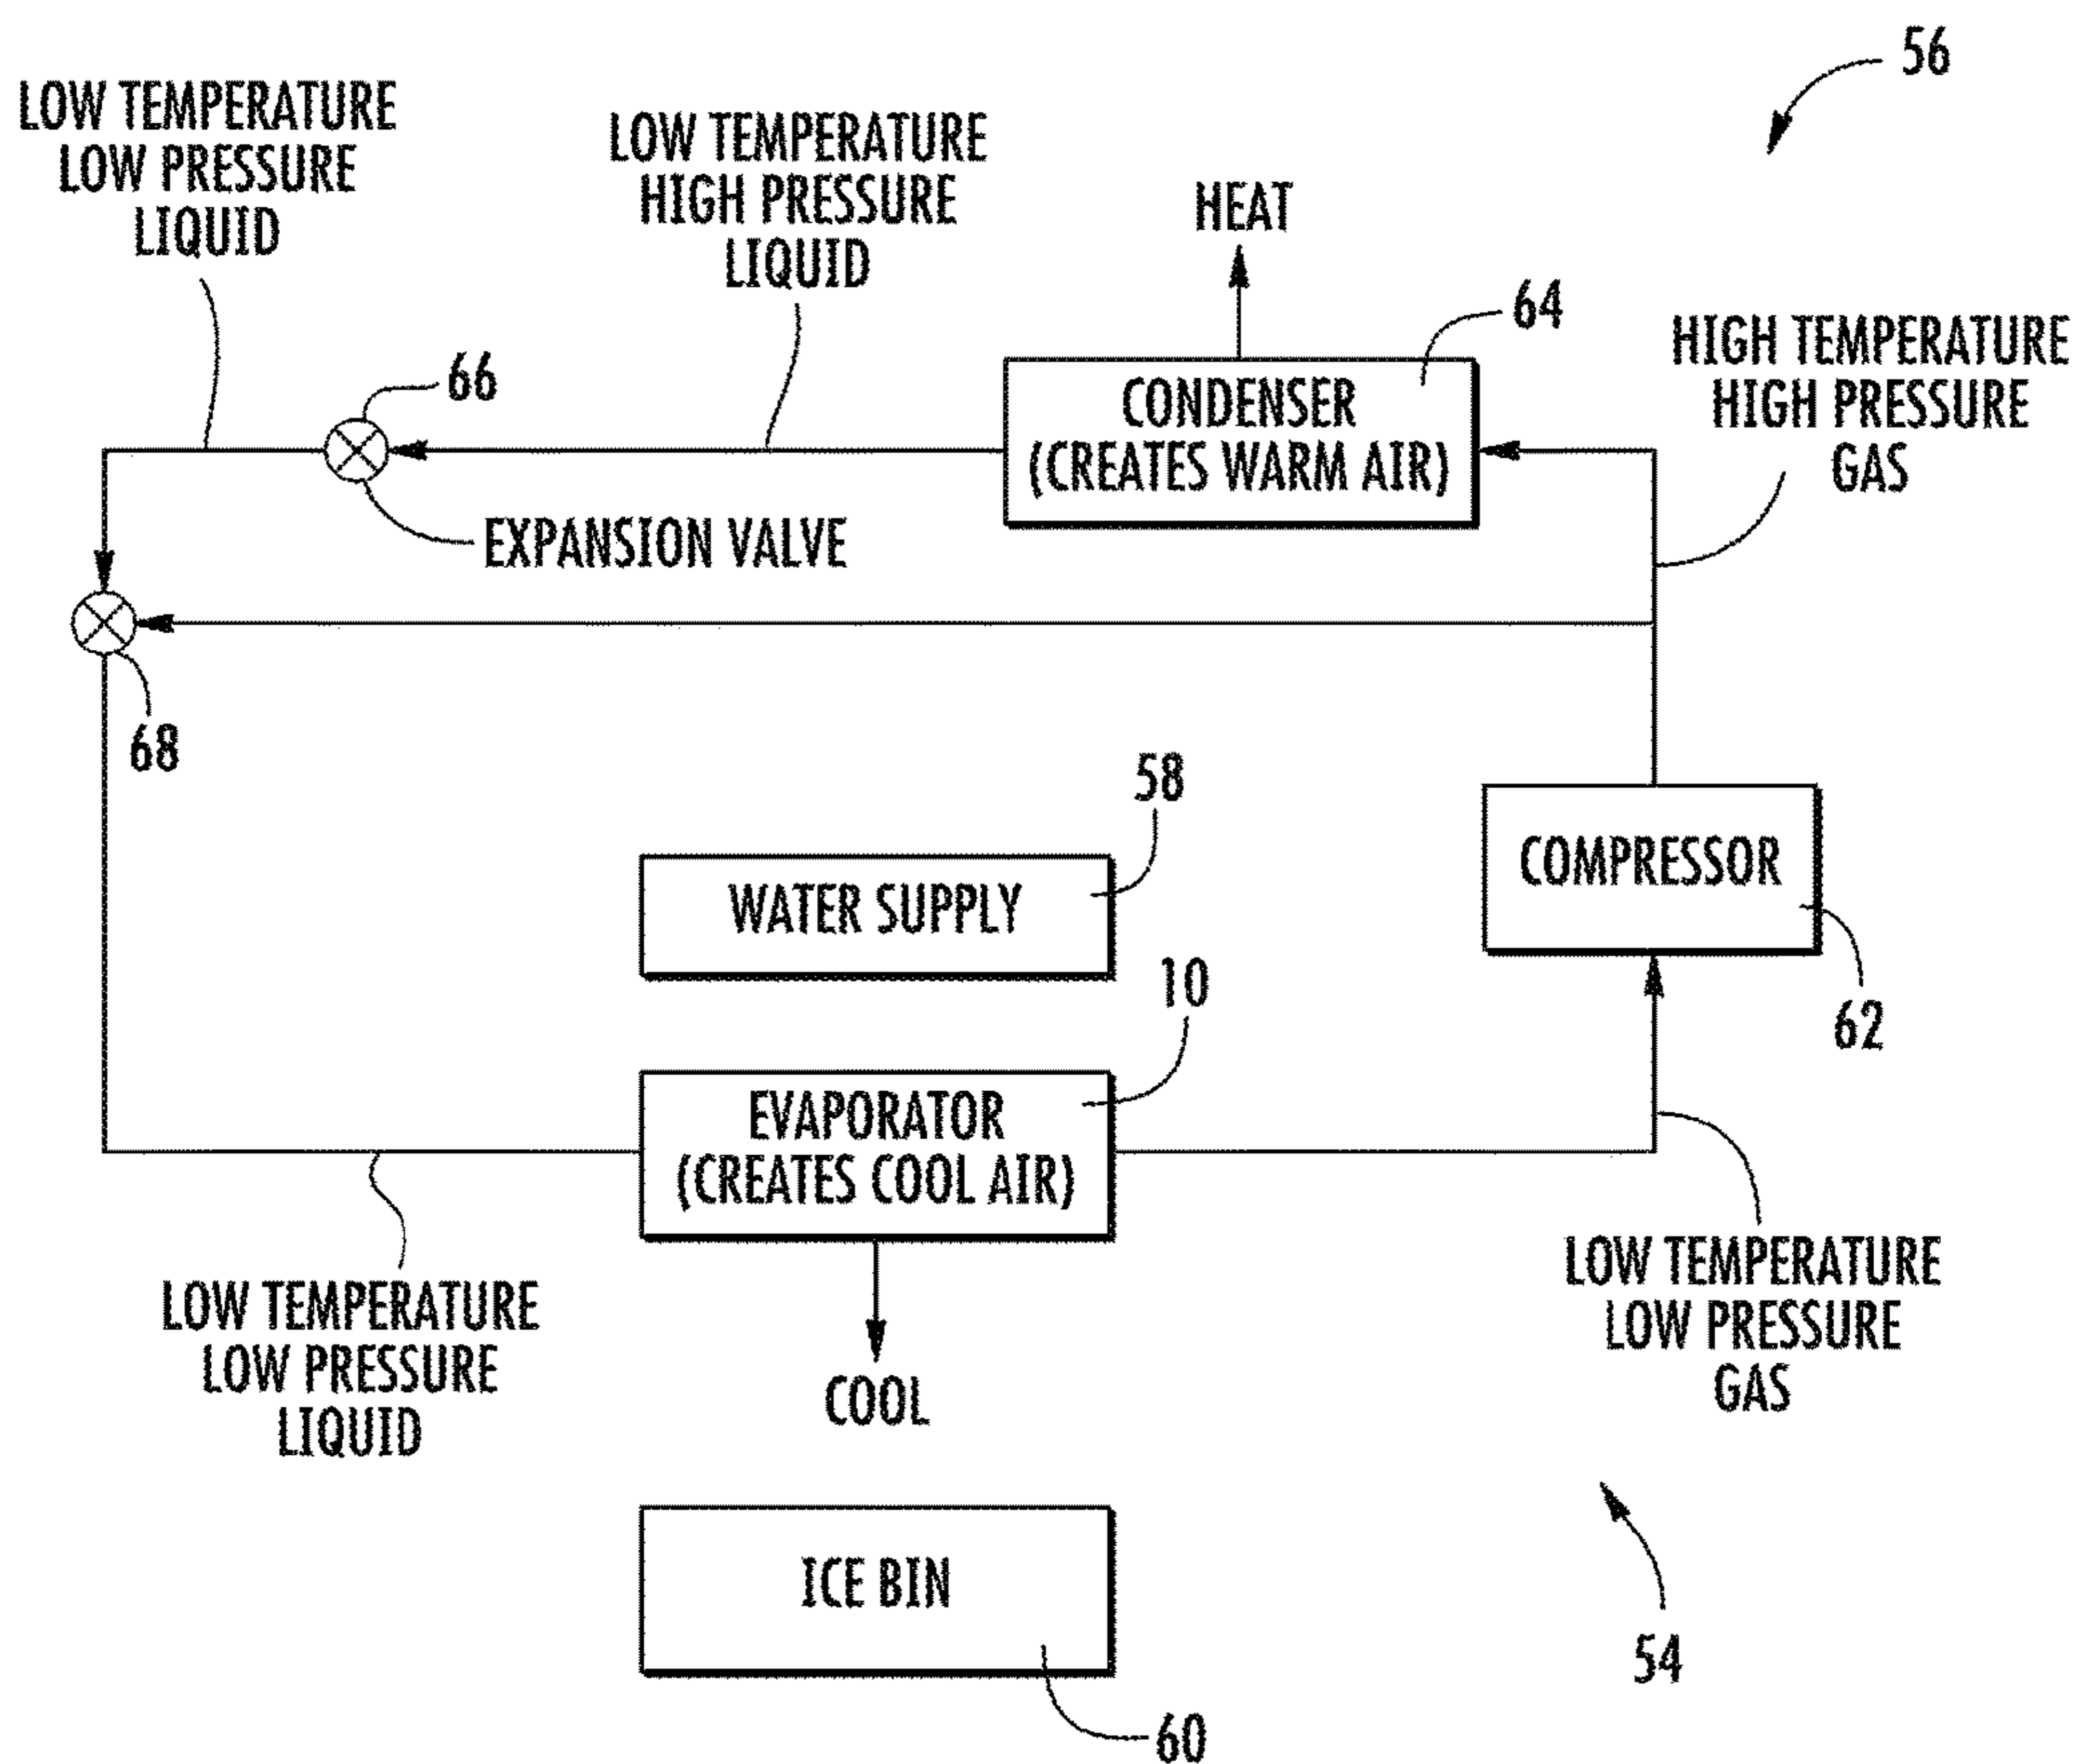 56
LOW TEMPERATURE
LOW PRESSURE
LIQUID
LOW TEMPERATURE
HIGH PRESSURE
LIQUID
HEAT
64
HIGH TEMPERATURE
HIGH PRESSURE
GAS
66
CONDENSER
(CREATES WARM AIR)
EXPANSION VALVE
68
58
WATER SUPPLY
COMPRESSOR
62
10
EVAPORATOR
(CREATES COOL AIR)
LOW TEMPERATURE
LOW PRESSURE
LIQUID
COOL
LOW TEMPERATURE
LOW PRESSURE
GAS
ICE BIN
54
60